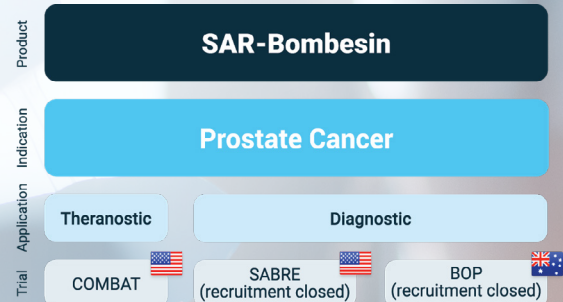 Product
SAR-Bombesin
Indication
Prostate Cancer
Application
Theranostic
Diagnostic
Trial
COMBAT
SABRE
(recruitment closed)
BOP
(recruitment closed)